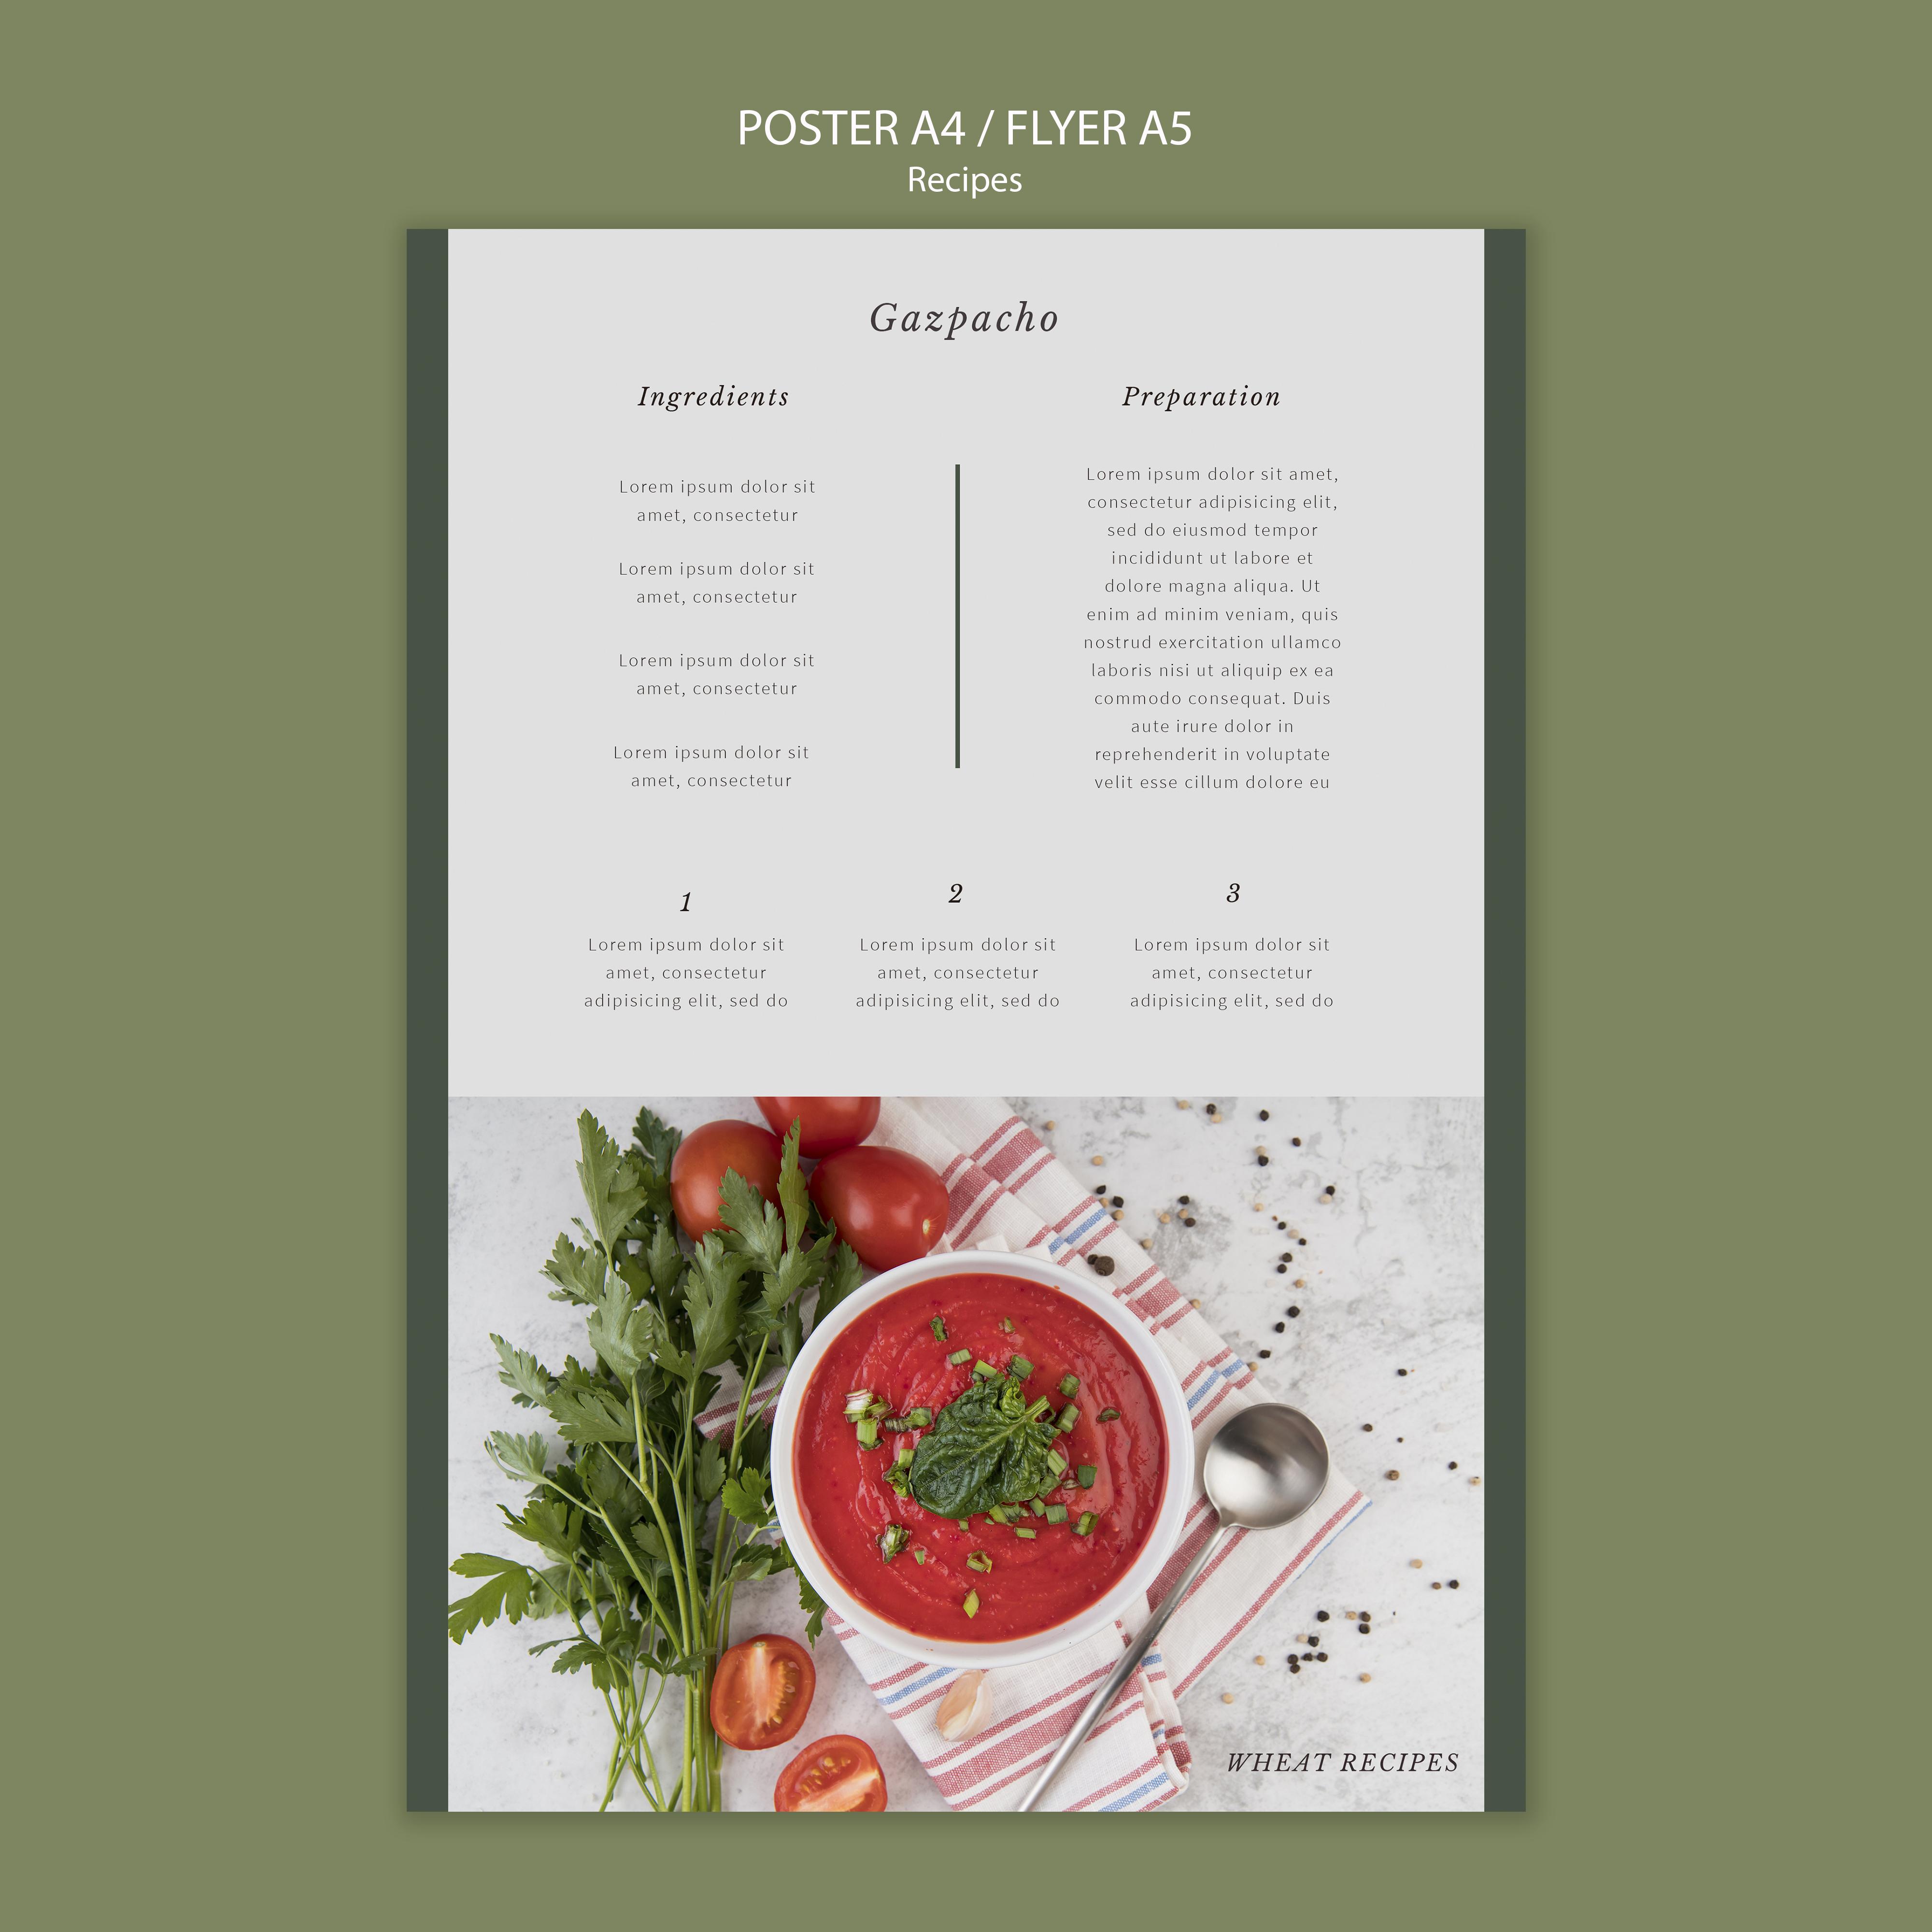 POSTER A4 / FLYER A5
Recipes
Gazpacho
Ingredients
Lorem ipsum dolor sit
amet, consectetur
Lorem ipsum dolor sit
amet, consectetur
Lorem ipsum dolor sit
amet, consectetur
Lorem ipsum dolor sit
amet, consectetur
Preparation
Lorem ipsum dolor sit amet,
consectetur adipisicing elit,
sed do eiusmod tempor
incididunt ut labore et
dolore magna aliqua. Ut
enim ad minim veniam, quis
nostrud exercitation ullamco
laboris nisi ut aliquip ex ea
commodo consequat. Duis
aute irure dolor in
reprehenderit in voluptate
velit esse cillum dolore eu
1
Lorem ipsum dolor sit
amet, consectetur
adipisicing elit, sed do
2
Lorem ipsum dolor sit
amet, consectetur
adipisicing elit, sed do
3
Lorem ipsum dolor sit
amet, consectetur
adipisicing elit, sed do
WHEAT RECIPES